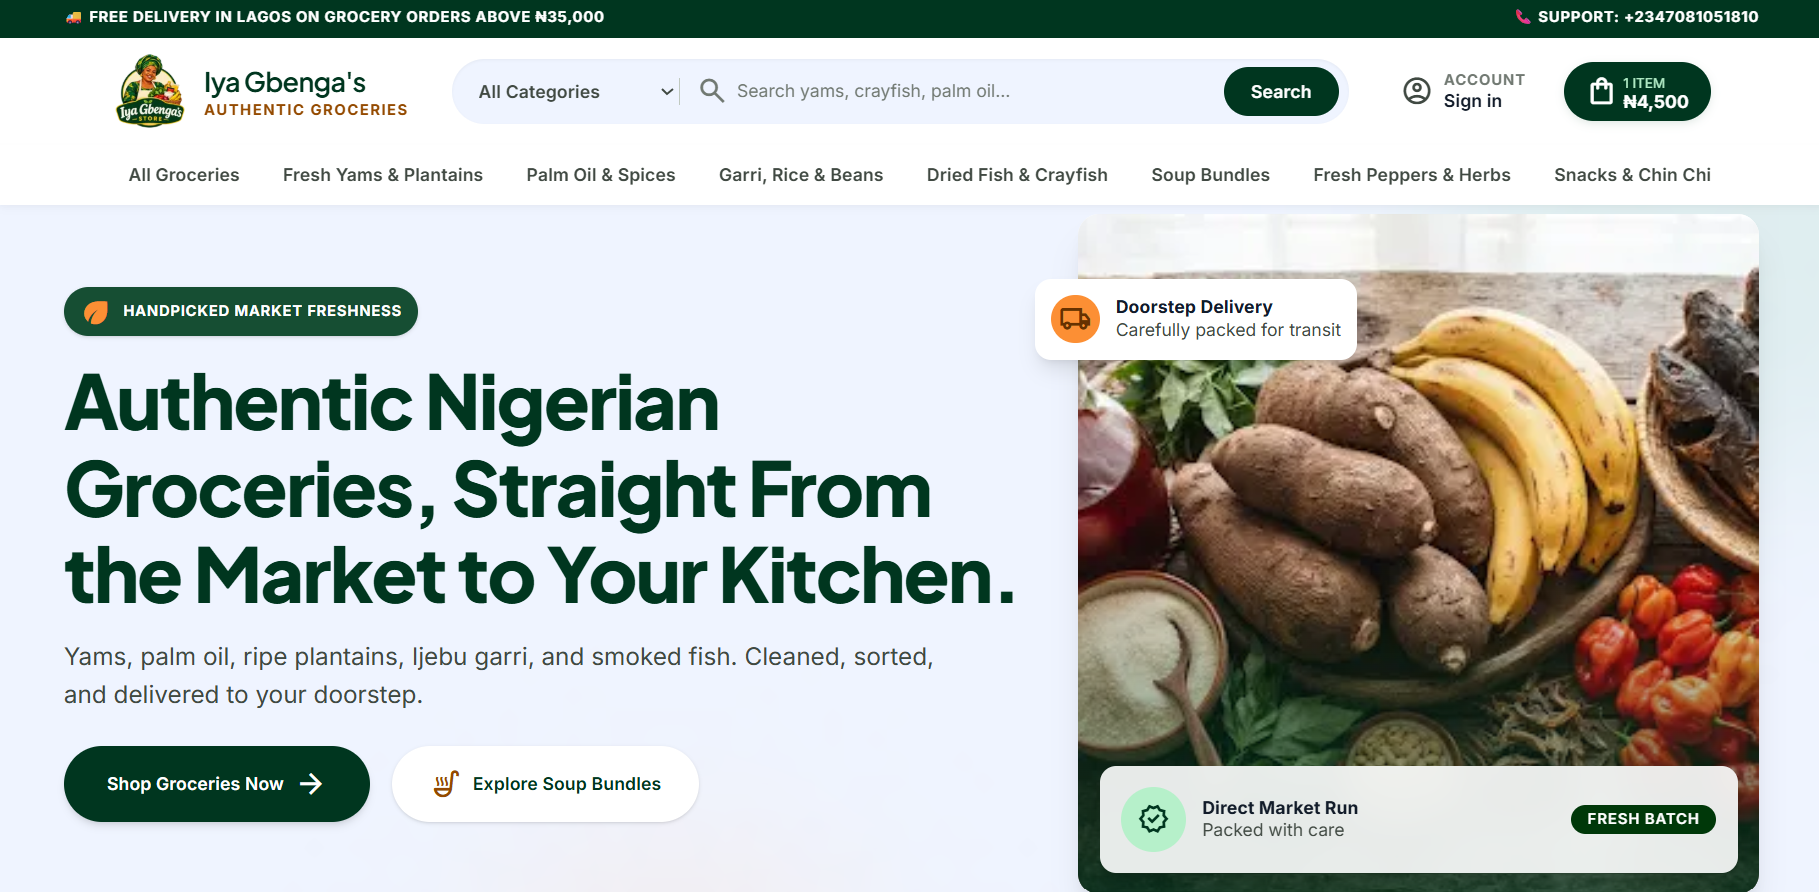 🚚 FREE DELIVERY IN LAGOS ON GROCERY ORDERS ABOVE ₦35,000
📞 SUPPORT: +2347081051810
Iya Gbenga's
STORE
Iya Gbenga's
AUTHENTIC GROCERIES
All Categories
Search yams, crayfish, palm oil...
Search
ACCOUNT
Sign in
1 ITEM
₦4,500
All Groceries
Fresh Yams & Plantains
Palm Oil & Spices
Garri, Rice & Beans
Dried Fish & Crayfish
Soup Bundles
Fresh Peppers & Herbs
Snacks & Chin Chi
HANDPICKED MARKET FRESHNESS
Authentic Nigerian
Groceries, Straight From
the Market to Your Kitchen.
Yams, palm oil, ripe plantains, Ijebu garri, and smoked fish. Cleaned, sorted,
and delivered to your doorstep.
Shop Groceries Now
Explore Soup Bundles
Doorstep Delivery
Carefully packed for transit
Direct Market Run
Packed with care
FRESH BATCH